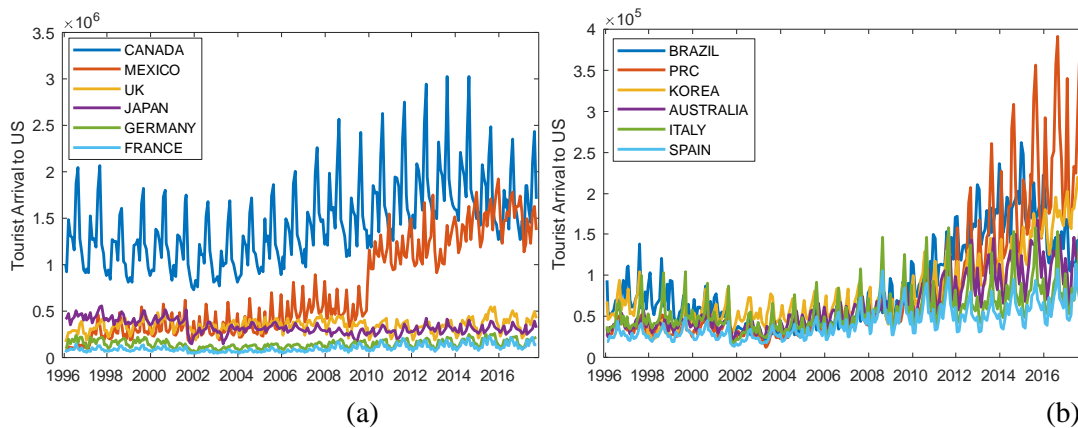 ×10^6
3.5
3
2.5
2
1.5
1
0.5
0
Tourist Arrival to US
CANADA
MEXICO
UK
JAPAN
GERMANY
FRANCE
1996 1998 2000 2002 2004 2006 2008 2010 2012 2014 2016
(a)
×10^5
4
3.5
3
2.5
2
1.5
1
0.5
0
Tourist Arrival to US
BRAZIL
PRC
KOREA
AUSTRALIA
ITALY
SPAIN
1996 1998 2000 2002 2004 2006 2008 2010 2012 2014 2016
(b)